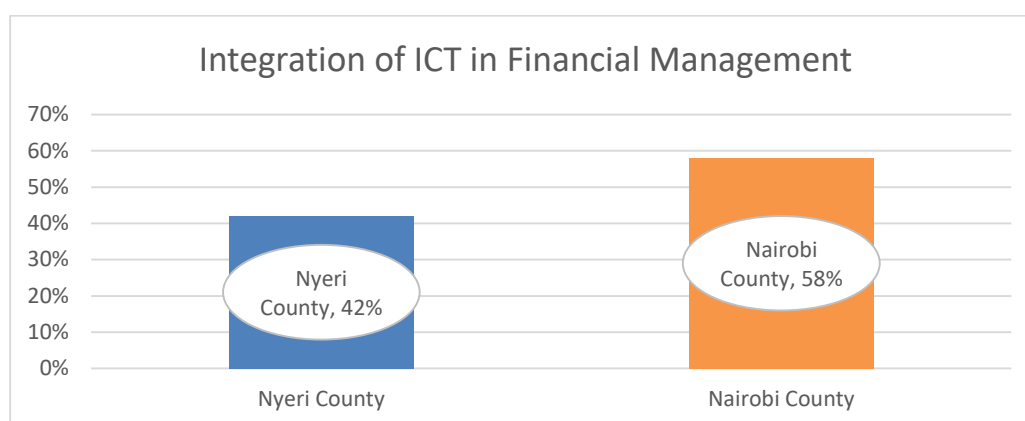 Integration of ICT in Financial Management
70%
60%
50%
40%
30%
20%
10%
0%
Nyeri
County, 42%
Nairobi
County, 58%
Nyeri County
Nairobi County